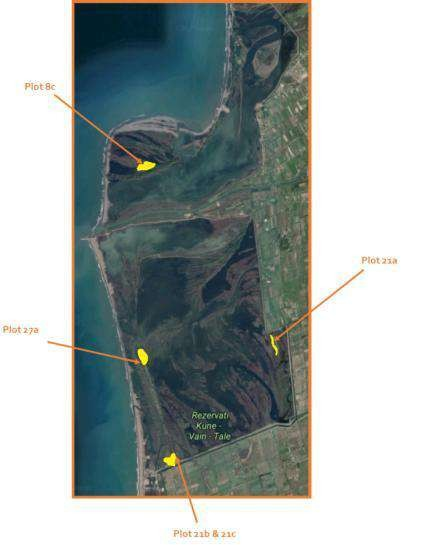 Plot 8c
Plot 21a
Plot 27a
Rezervati
Kune -
Vain - Tale
Plot 21b & 21c